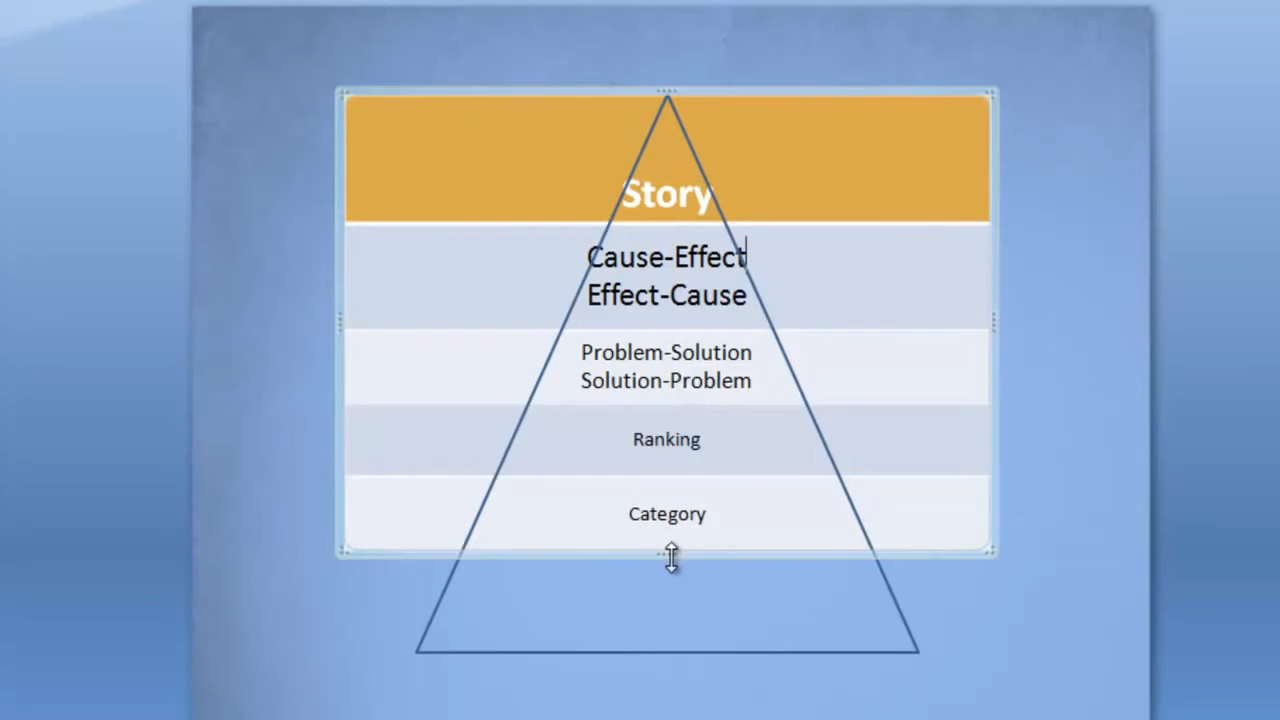 Story
Cause-Effect
Effect-Cause
Problem-Solution
Solution-Problem
Ranking
Category